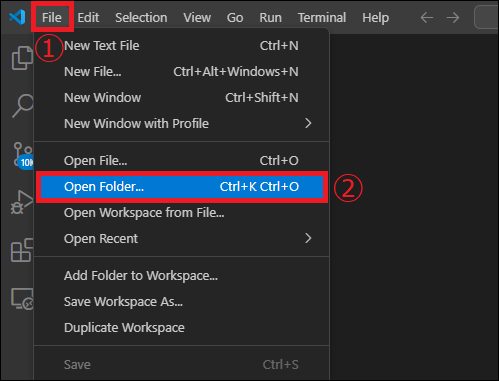 File Edit Selection View Go Run Terminal Help
①
New Text File Ctrl+N
New File... Ctrl+Alt+Windows+N
New Window Ctrl+Shift+N
New Window with Profile
Open File... Ctrl+O
Open Folder... Ctrl+K Ctrl+O
②
Open Workspace from File...
Open Recent
Add Folder to Workspace...
Save Workspace As...
Duplicate Workspace
Save Ctrl+S
10K